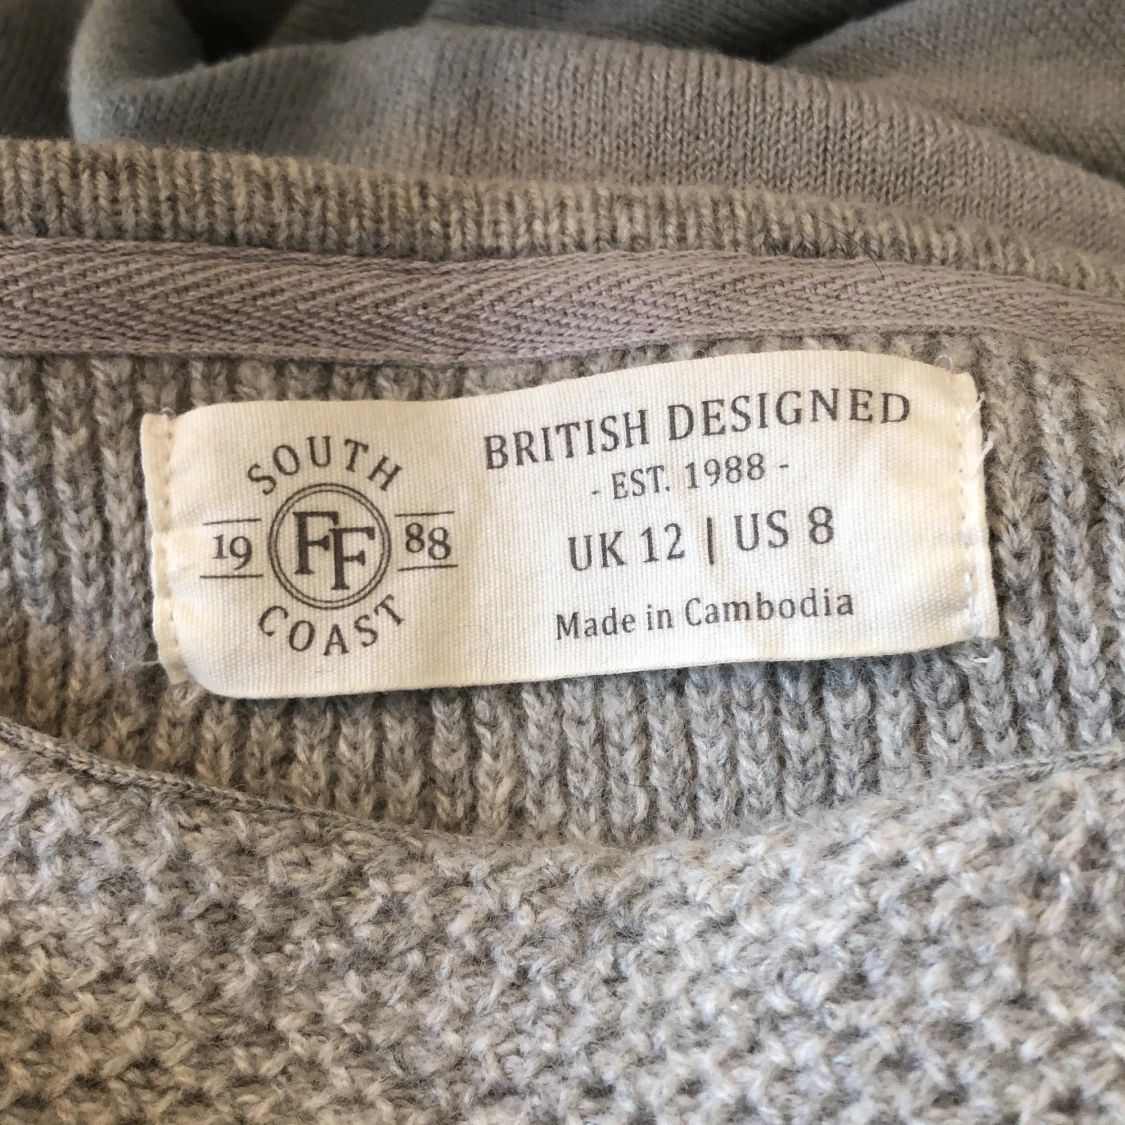 SOUTH
19 FF 88
COAST
BRITISH DESIGNED
- EST. 1988 -
UK 12 | US 8
Made in Cambodia